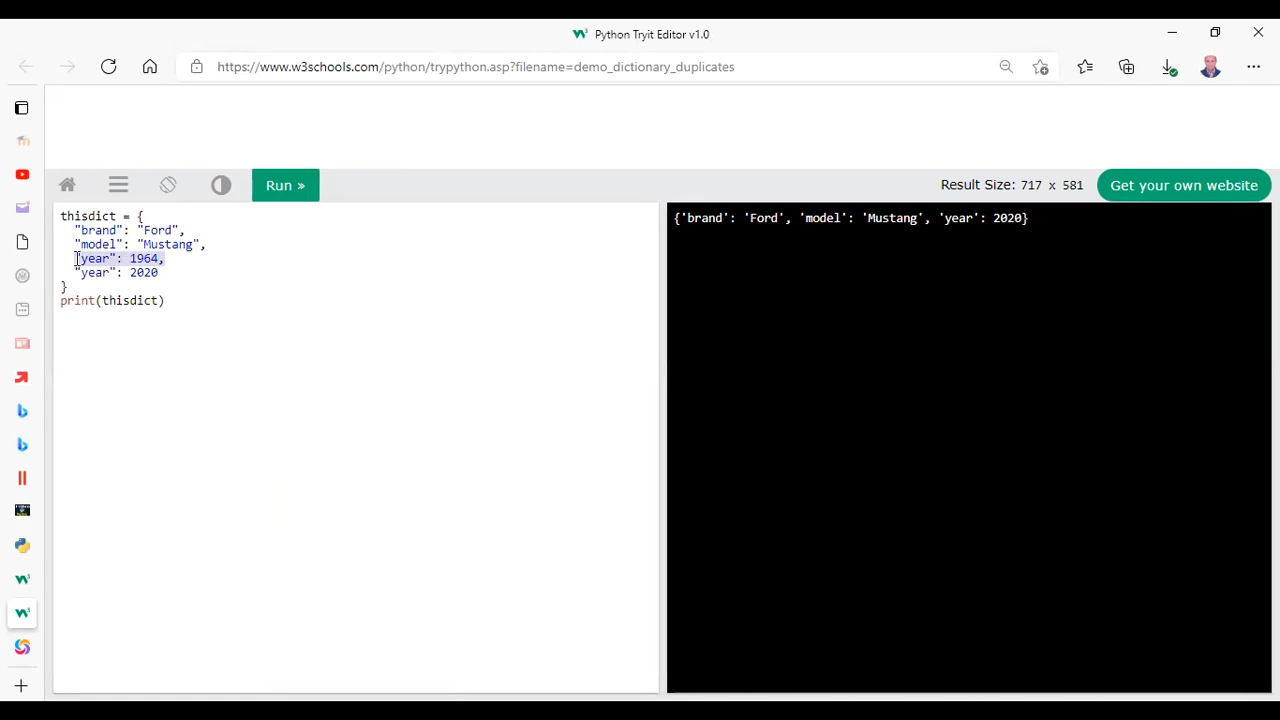 Python Tryit Editor v1.0
https://www.w3schools.com/python/trypython.asp?filename=demo_dictionary_duplicates
Run »
Result Size: 717 x 581
Get your own website
thisdict = {
"brand": "Ford",
"model": "Mustang",
"year": 1964,
"year": 2020
}
print(thisdict)
{'brand': 'Ford', 'model': 'Mustang', 'year': 2020}